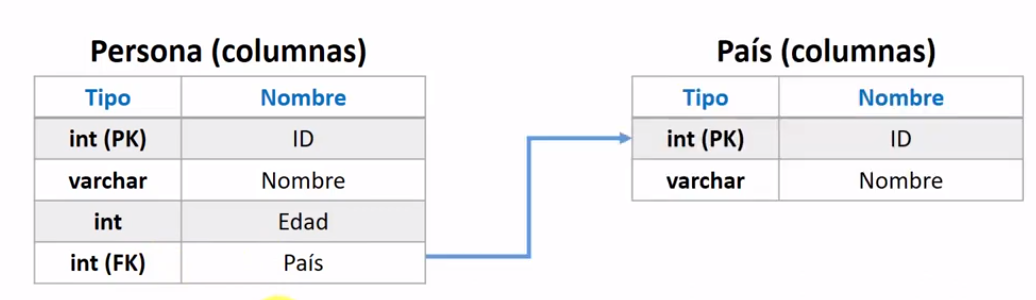 Persona (columnas)
Tipo Nombre
int (PK) ID
varchar Nombre
int Edad
int (FK) País
País (columnas)
Tipo Nombre
int (PK) ID
varchar Nombre